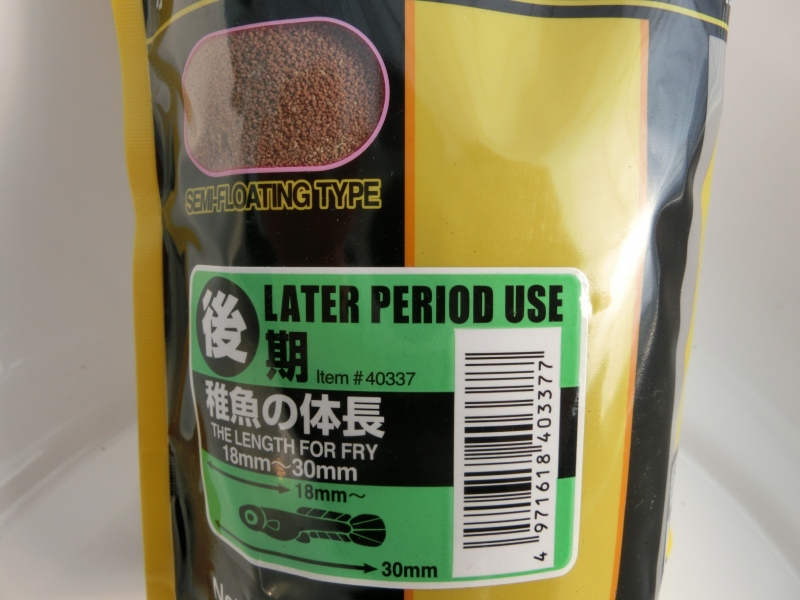 SEMI-FLOATING TYPE
後期
LATER PERIOD USE
Item #40337
稚魚の体長
THE LENGTH FOR FRY
18mm~30mm
18mm~
30mm
4 971618 403377